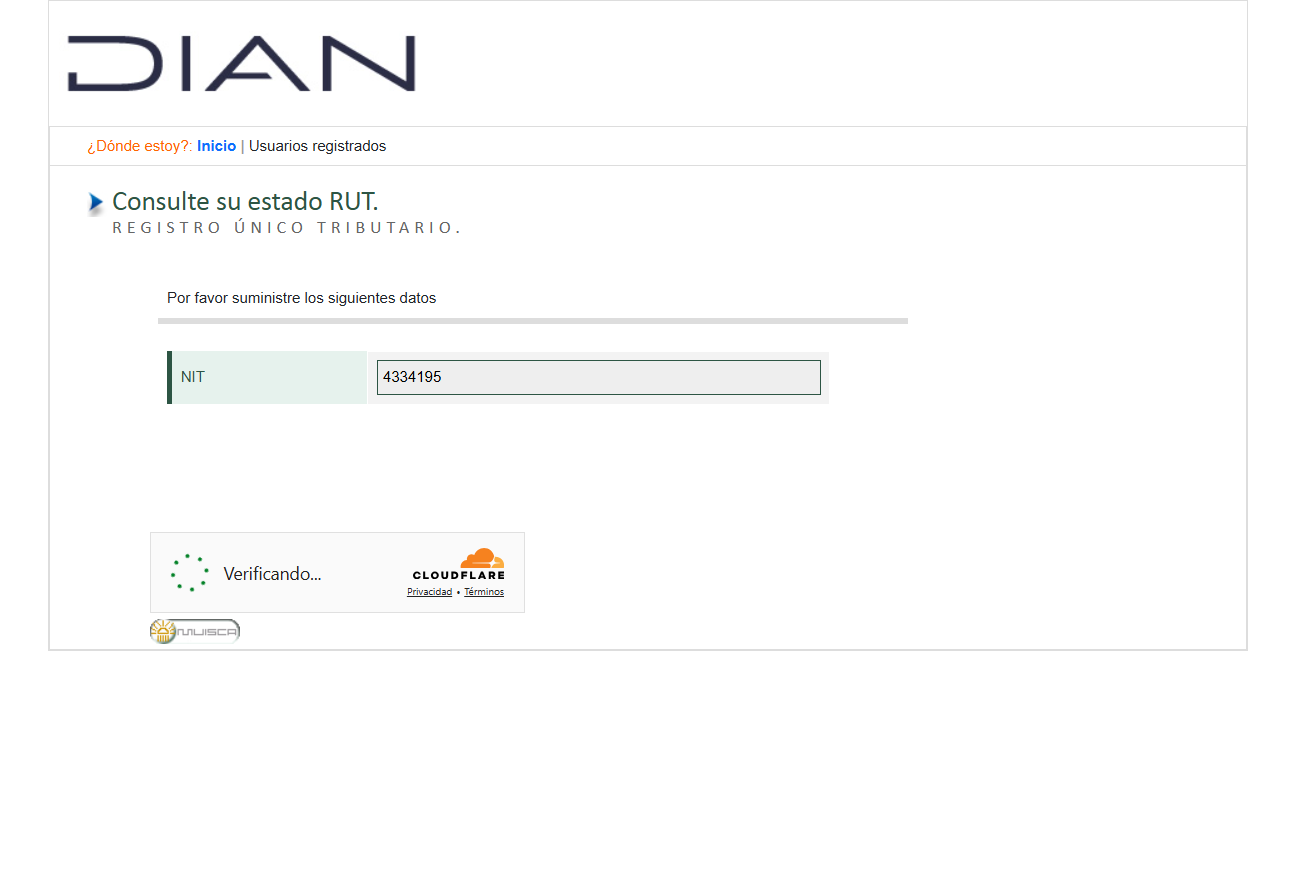 DIAN
¿Dónde estoy?: Inicio | Usuarios registrados
Consulte su estado RUT.
REGISTRO ÚNICO TRIBUTARIO.
Por favor suministre los siguientes datos
NIT 4334195
Verificando...
CLOUDFLARE
Privacidad • Términos
MUISCA